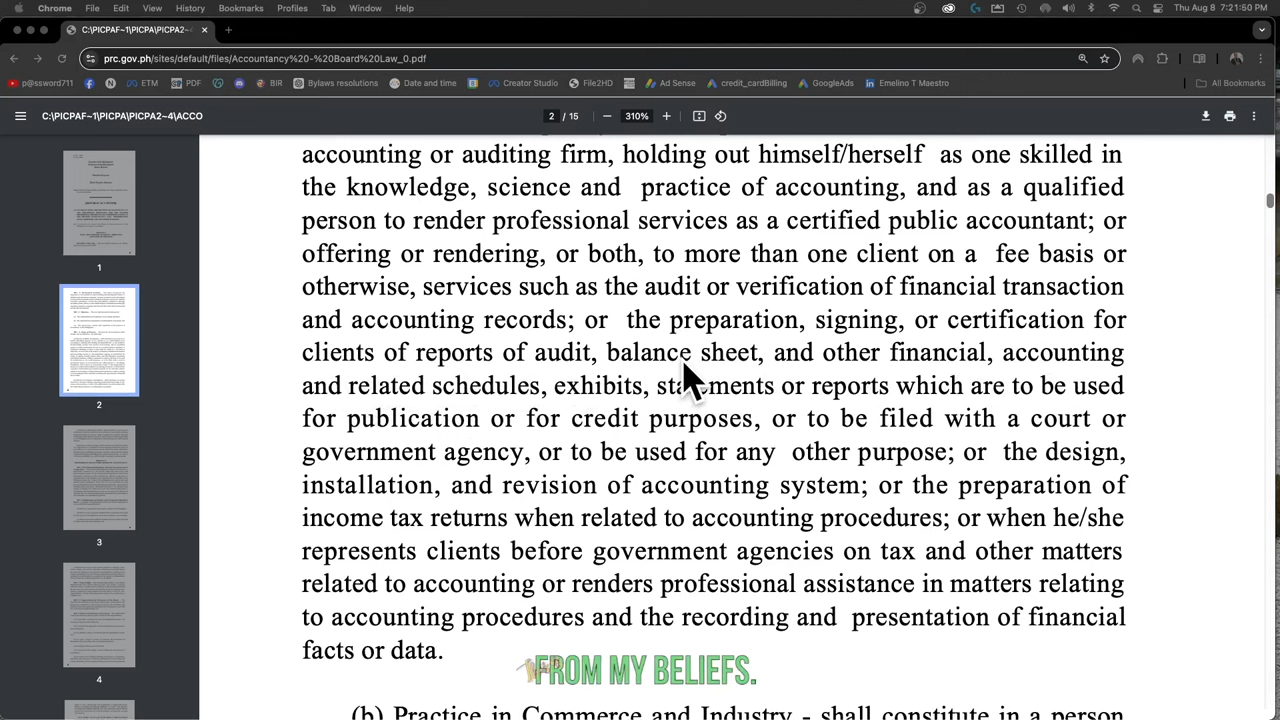 Chrome File Edit View History Bookmarks Profiles Tab Window Help Thu Aug 8 7:21:50 PM
C:\PICPAF~1\PICPA\PICPA2~
prc.gov.ph/sites/default/files/Accountancy%20-%20Board%20Law_0.pdf
p@ssword711 ETM PDF BIR Bylaws resolutions Date and time Creator Studio File2HD Ad Sense credit_cardBilling GoogleAds Emelino T Maestro All Bookmarks
C:\PICPAF~1\PICPA\PICPA2~4\ACCO 2 / 15 310%
accounting or auditing firm, holding out himself/herself as one skilled in
the knowledge, science and practice of accounting, and as a qualified
person to render professional services as a certified public accountant; or
offering or rendering, or both, to more than one client on a fee basis or
otherwise, services such as the audit or verification of financial transaction
and accounting records; or the preparation, signing, or certification for
clients of reports of audit, balance sheet, and other financial, accounting
and related schedules, exhibits, statements or reports which are to be used
for publication or for credit purposes, or to be filed with a court or
government agency, or to be used for any other purpose; or the design,
installation, and revision of accounting system; or the preparation of
income tax returns when related to accounting procedures; or when he/she
represents clients before government agencies on tax and other matters
related to accounting or renders professional assistance in matters relating
to accounting procedures and the recording and presentation of financial
facts or data.
FROM MY BELIEFS.
1
2
3
4